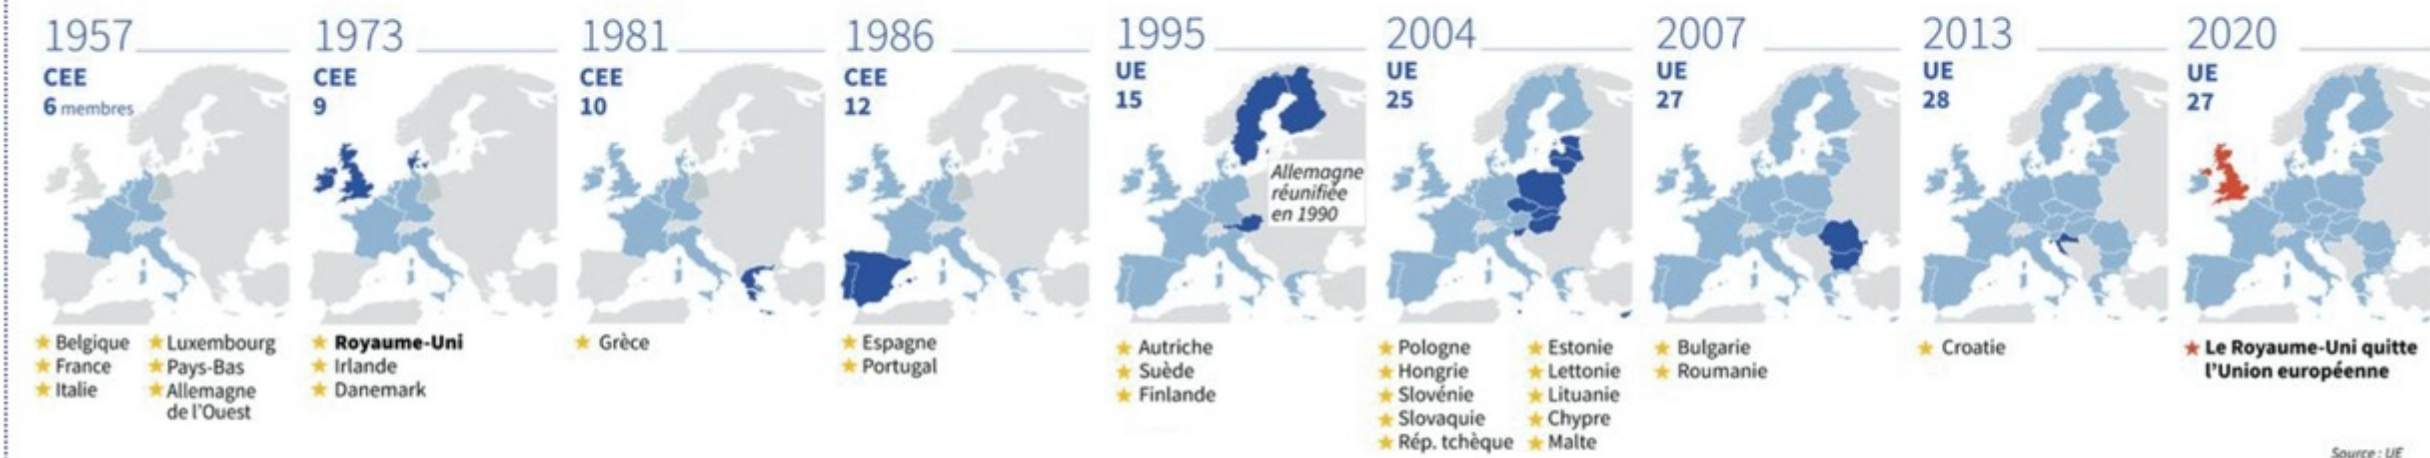 1957
CEE
6 membres
Belgique
France
Italie
Luxembourg
Pays-Bas
Allemagne
de l'Ouest
1973
CEE
9
Royaume-Uni
Irlande
Danemark
1981
CEE
10
Grèce
1986
CEE
12
Espagne
Portugal
1995
UE
15
Allemagne
réunifiée
en 1990
Autriche
Suède
Finlande
2004
UE
25
Pologne
Hongrie
Slovénie
Slovaquie
Rép. tchèque
Estonie
Lettonie
Lituanie
Chypre
Malte
2007
UE
27
Bulgarie
Roumanie
2013
UE
28
Croatie
2020
UE
27
Le Royaume-Uni quitte
l'Union européenne
Source : UE